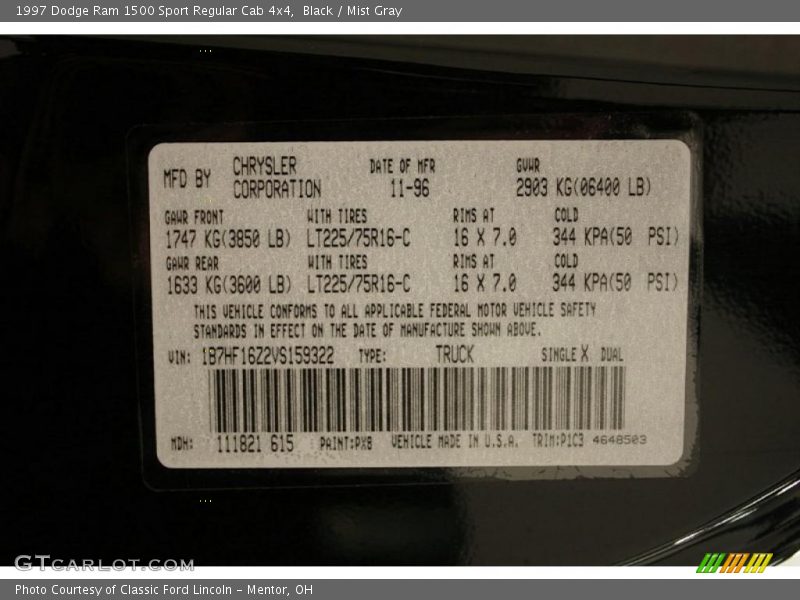 1997 Dodge Ram 1500 Sport Regular Cab 4x4, Black / Mist Gray
MFD BY CHRYSLER CORPORATION DATE OF MFR 11-96 GVWR 2903 KG(06400 LB)
GAWR FRONT WITH TIRES RIMS AT COLD
1747 KG(3850 LB) LT225/75R16-C 16 X 7.0 344 KPA(50 PSI)
GAWR REAR WITH TIRES RIMS AT COLD
1633 KG(3600 LB) LT225/75R16-C 16 X 7.0 344 KPA(50 PSI)
THIS VEHICLE CONFORMS TO ALL APPLICABLE FEDERAL MOTOR VEHICLE SAFETY
STANDARDS IN EFFECT ON THE DATE OF MANUFACTURE SHOWN ABOVE.
VIN: 1B7HF16Z2VS159322 TYPE: TRUCK SINGLE X DUAL
MDH: 111821 615 PAINT:PXB VEHICLE MADE IN U.S.A. TRIM:P1C3 4648503
GTCARLOT.COM
Photo Courtesy of Classic Ford Lincoln - Mentor, OH